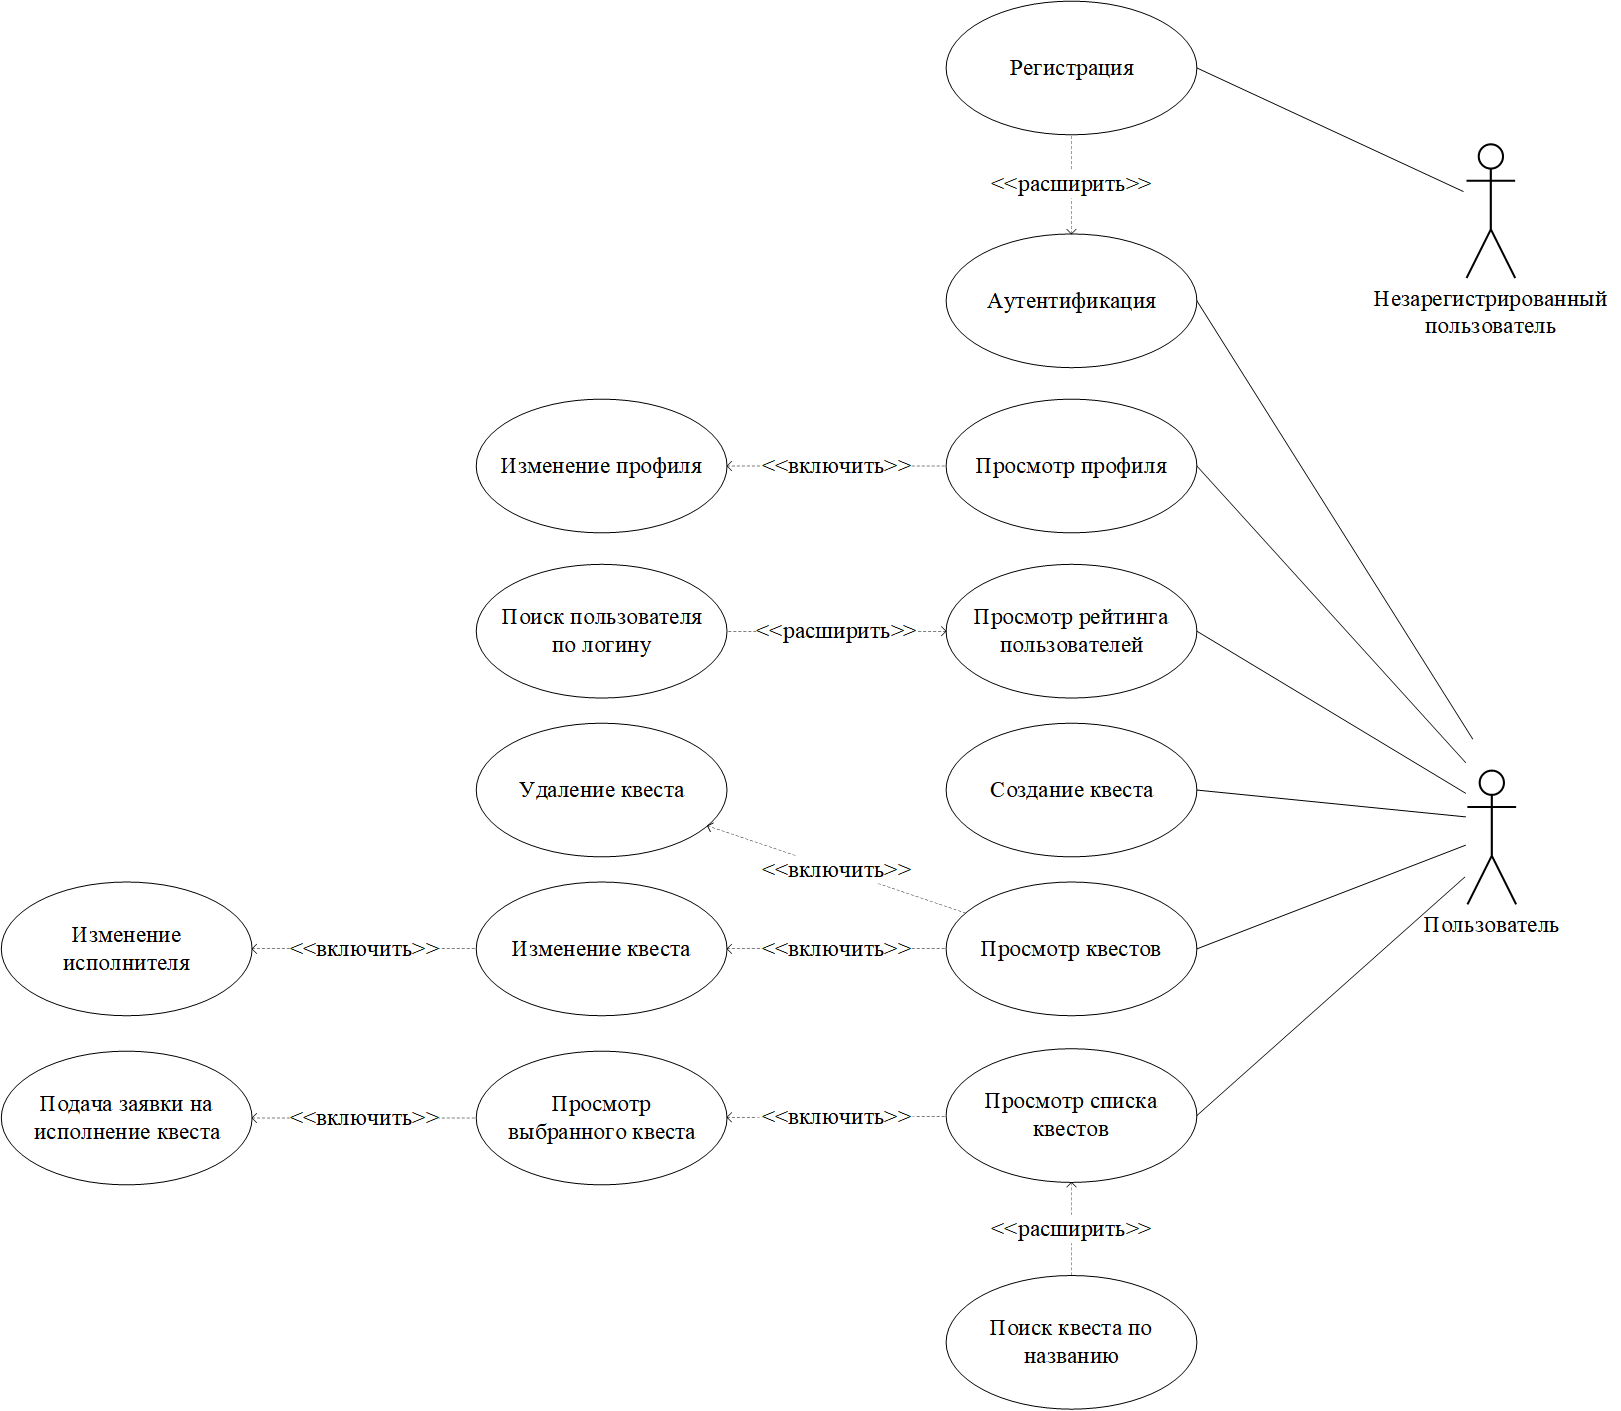 Регистрация
<<расширить>>
Незарегистрированный
пользователь
Аутентификация
Изменение профиля
<<включить>>
Просмотр профиля
Поиск пользователя
по логину
<<расширить>>
Просмотр рейтинга
пользователей
Удаление квеста
Создание квеста
<<включить>>
Пользователь
Изменение
исполнителя
<<включить>>
Изменение квеста
<<включить>>
Просмотр квестов
Подача заявки на
исполнение квеста
<<включить>>
Просмотр
выбранного квеста
<<включить>>
Просмотр списка
квестов
<<расширить>>
Поиск квеста по
названию